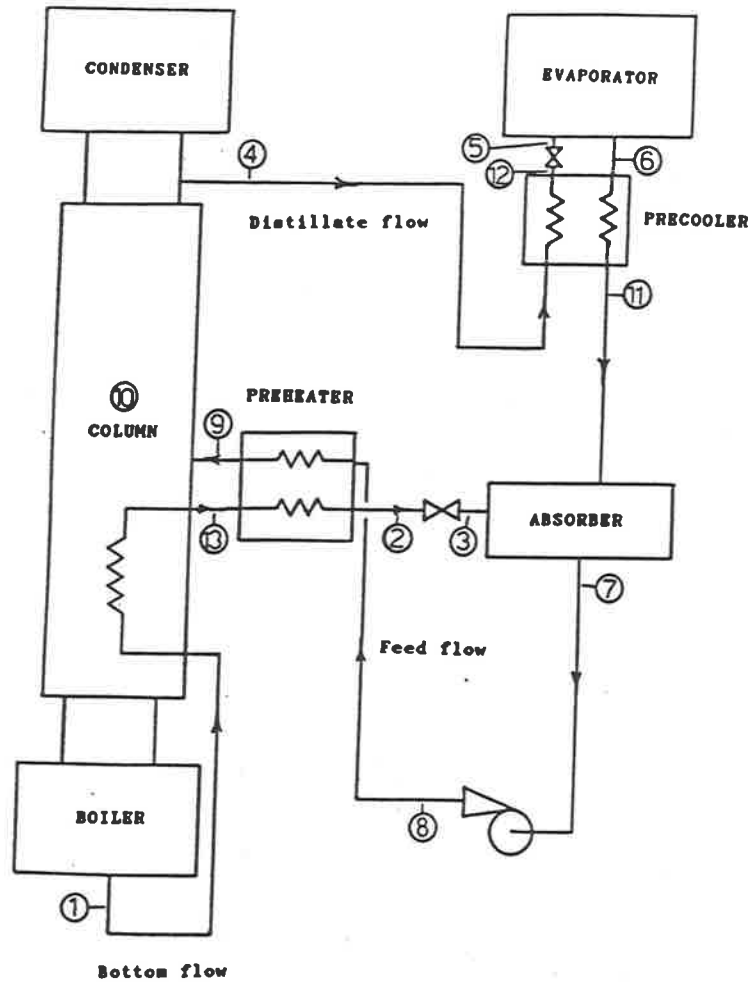 CONDENSER
EVAPORATOR
5
4
6
12
Distillate flow
PRECOOLER
11
10
COLUMN
PREHEATER
9
ABSORBER
13
2
3
7
Feed flow
BOILER
8
1
Bottom flow